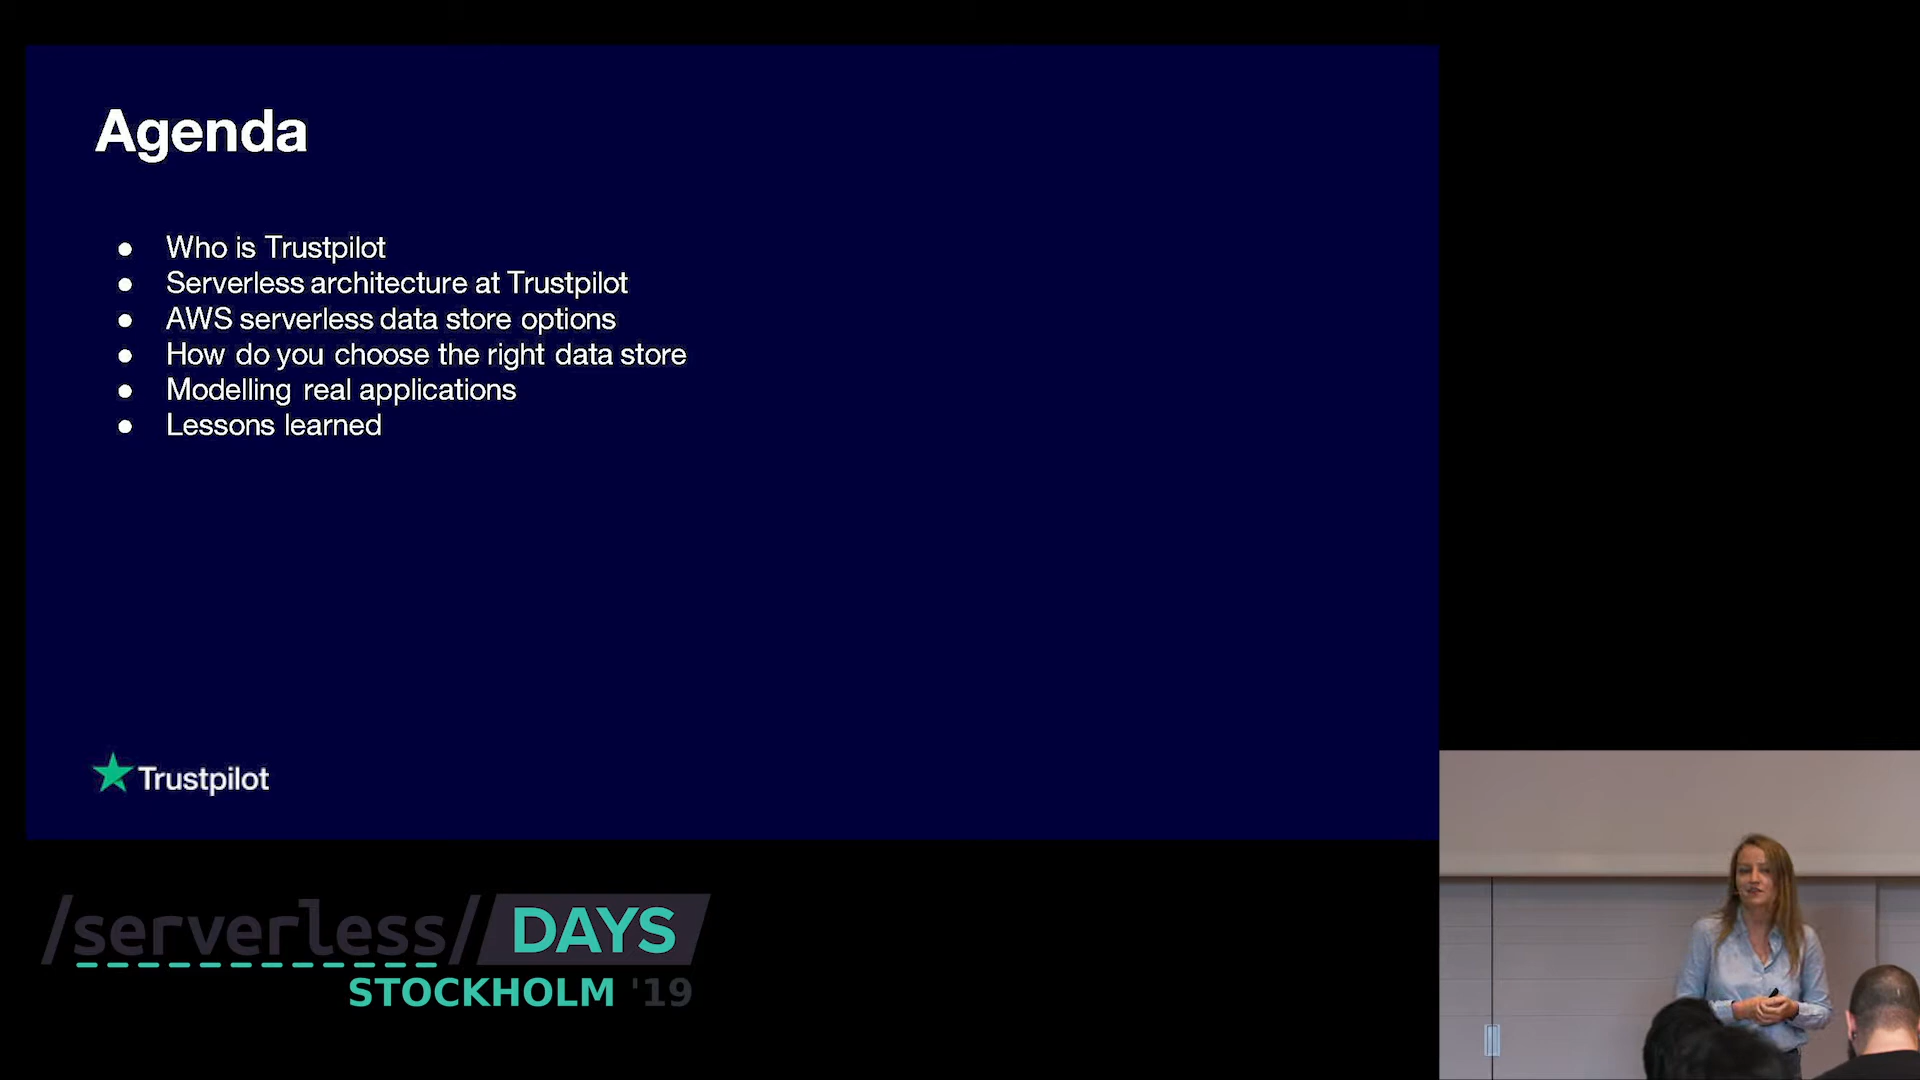 Agenda
● Who is Trustpilot
● Serverless architecture at Trustpilot
● AWS serverless data store options
● How do you choose the right data store
● Modelling real applications
● Lessons learned
Trustpilot
/serverless/ DAYS
STOCKHOLM '19